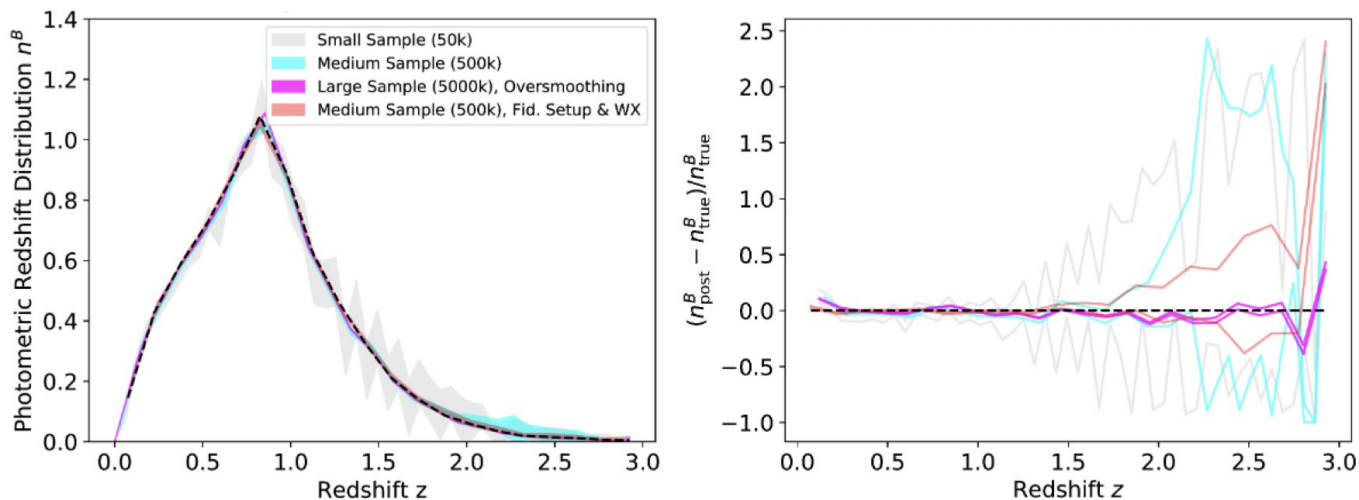 Photometric Redshift Distribution n^B
1.4
1.2
1.0
0.8
0.6
0.4
0.2
0.0
Small Sample (50k)
Medium Sample (500k)
Large Sample (5000k), Oversmoothing
Medium Sample (500k), Fid. Setup & WX
0.0 0.5 1.0 1.5 2.0 2.5 3.0
Redshift z
(n^B_post − n^B_true)/n^B_true
2.5
2.0
1.5
1.0
0.5
0.0
−0.5
−1.0
0.0 0.5 1.0 1.5 2.0 2.5 3.0
Redshift z